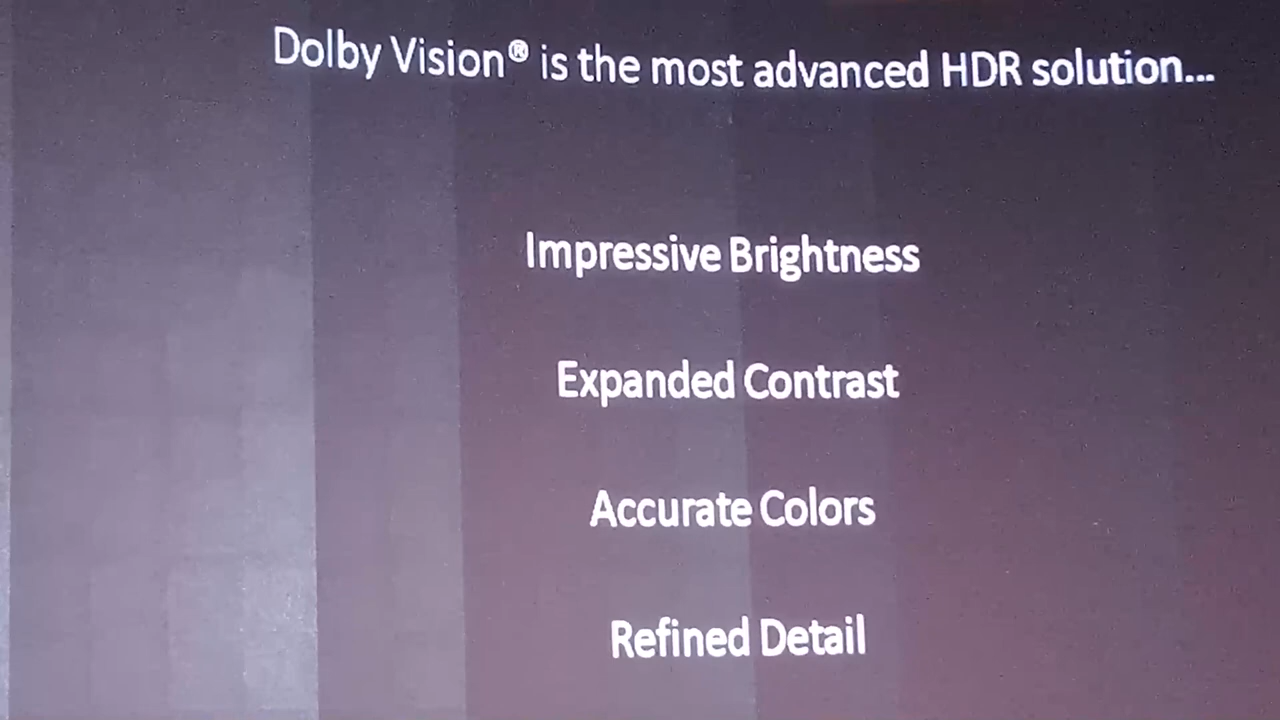 Dolby Vision® is the most advanced HDR solution...
Impressive Brightness
Expanded Contrast
Accurate Colors
Refined Detail